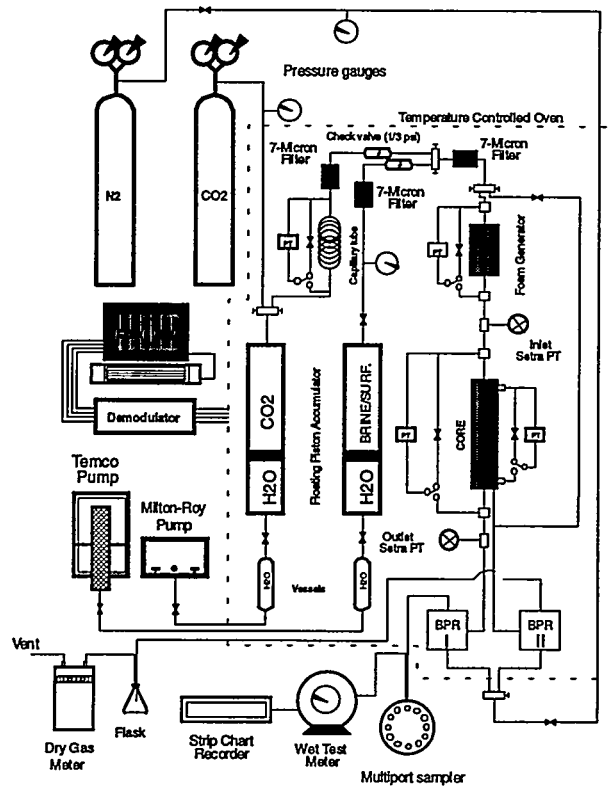 Pressure gauges
Temperature Controlled Oven
Check valve (1/3 psi)
7-Micron
Filter
7-Micron
Filter
7-Micron
Filter
N2
CO2
PT
Capillary tube
PT
Foam Generator
Inlet
Setra PT
Demodulator
CO2
H2O
Floating Piston Accumulator
BRINE/SURF.
H2O
PT
CORE
PT
Temco
Pump
Milton-Roy
Pump
Outlet
Setra PT
H2O
Vessels
H2O
BPR
I
BPR
II
Vent
Dry Gas
Meter
Flask
Strip Chart
Recorder
Wet Test
Meter
Multiport sampler